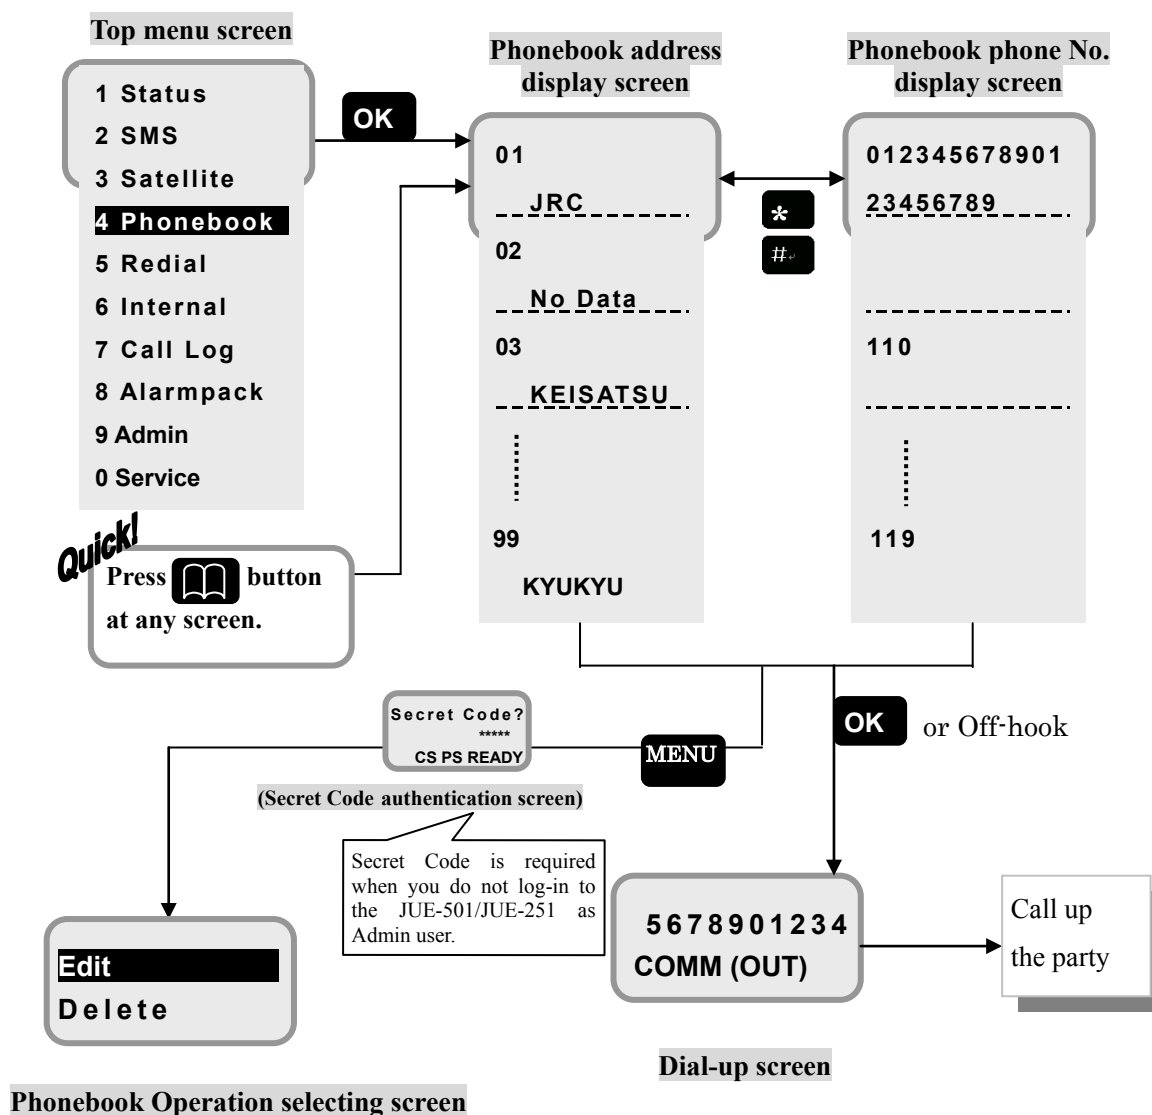 Top menu screen
1 Status
2 SMS
3 Satellite
4 Phonebook
5 Redial
6 Internal
7 Call Log
8 Alarmpack
9 Admin
0 Service
Quick!
Press button
at any screen.
OK
Phonebook address
display screen
01
JRC
02
No Data
03
KEISATSU
99
KYUKYU
*
#
Phonebook phone No.
display screen
012345678901
23456789
110
119
Secret Code?
*****
CS PS READY
MENU
OK or Off-hook
(Secret Code authentication screen)
Secret Code is required
when you do not log-in to
the JUE-501/JUE-251 as
Admin user.
Edit
Delete
5678901234
COMM (OUT)
Call up
the party
Dial-up screen
Phonebook Operation selecting screen